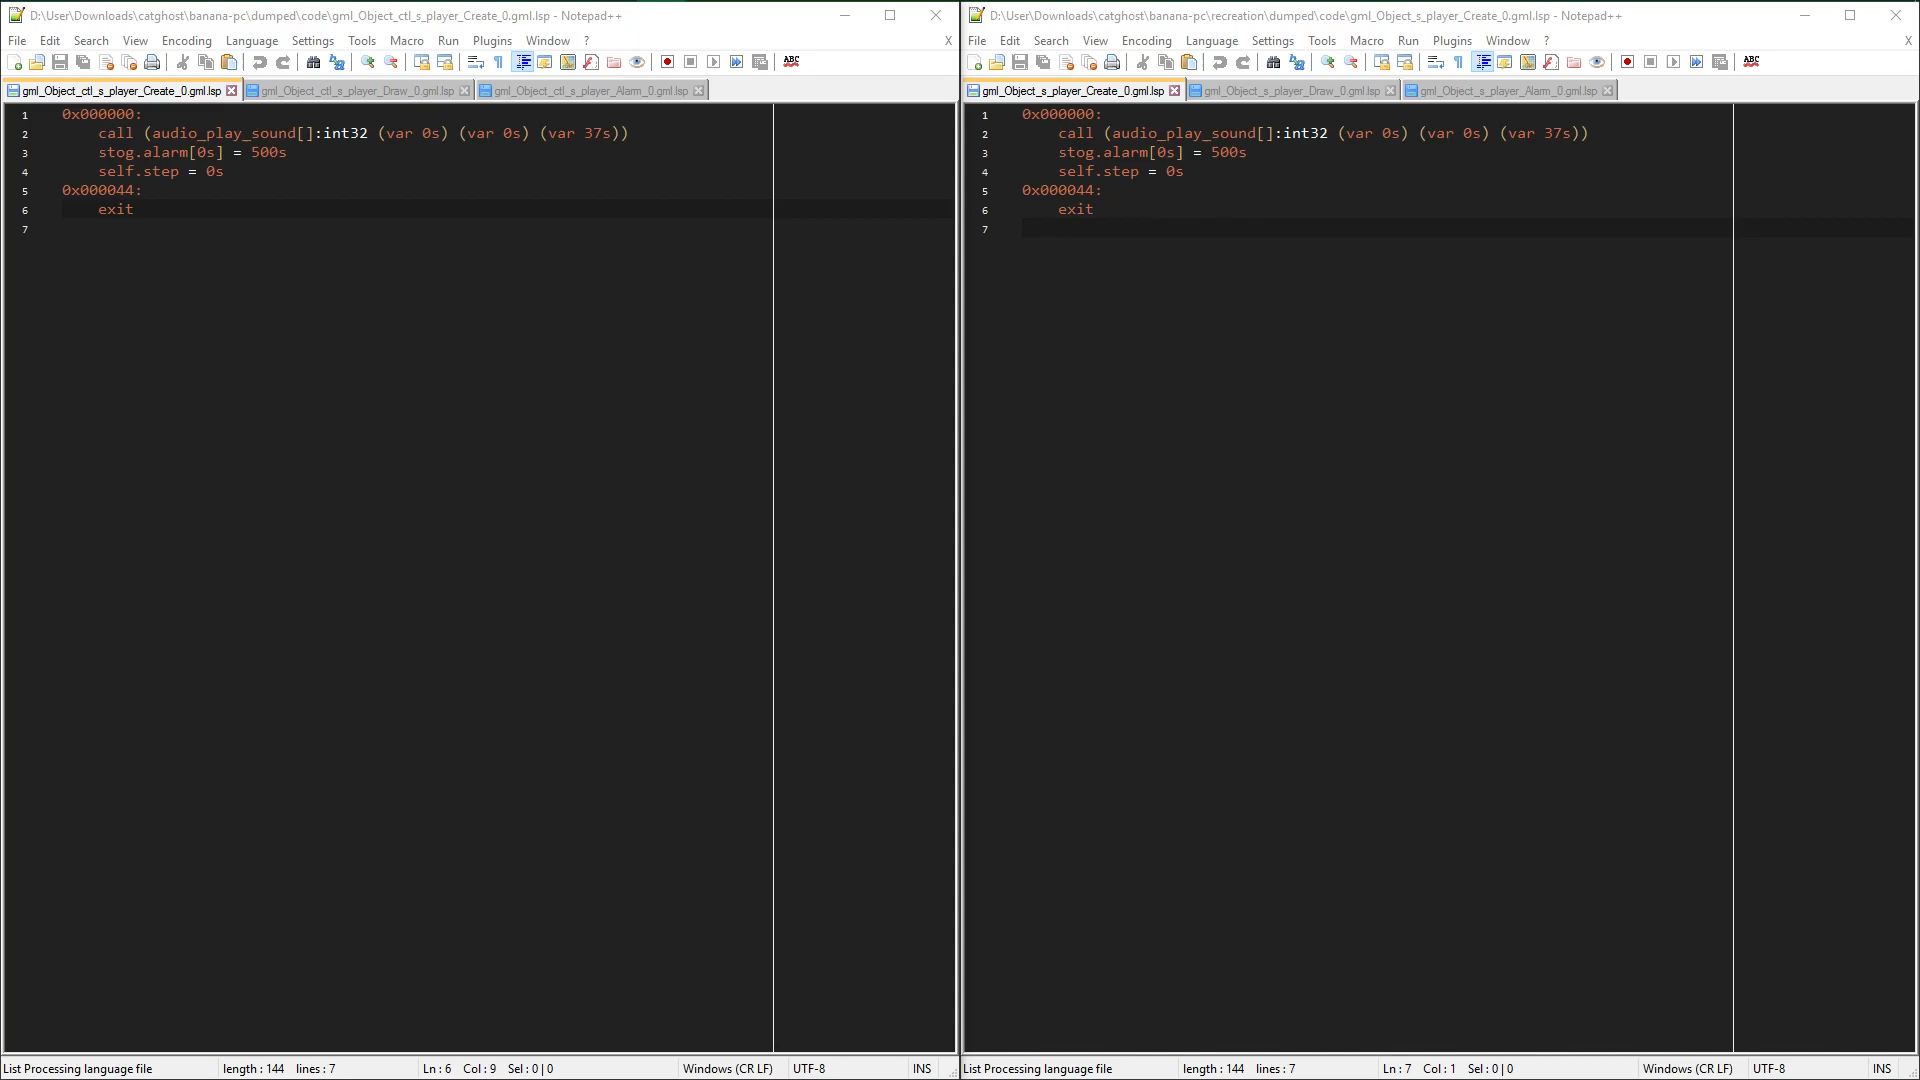 D:\User\Downloads\catghost\banana-pc\dumped\code\gml_Object_ctl_s_player_Create_0.gml.lsp - Notepad++
File Edit Search View Encoding Language Settings Tools Macro Run Plugins Window ? X
ABC
gml_Object_ctl_s_player_Create_0.gml.lsp gml_Object_ctl_s_player_Draw_0.gml.lsp gml_Object_ctl_s_player_Alarm_0.gml.lsp
1 0x000000:
2 call (audio_play_sound[]:int32 (var 0s) (var 0s) (var 37s))
3 stog.alarm[0s] = 500s
4 self.step = 0s
5 0x000044:
6 exit
7
List Processing language file length : 144 lines : 7 Ln : 6 Col : 9 Sel : 0 | 0 Windows (CR LF) UTF-8 INS
D:\User\Downloads\catghost\banana-pc\recreation\dumped\code\gml_Object_s_player_Create_0.gml.lsp - Notepad++
File Edit Search View Encoding Language Settings Tools Macro Run Plugins Window ? X
ABC
gml_Object_s_player_Create_0.gml.lsp gml_Object_s_player_Draw_0.gml.lsp gml_Object_s_player_Alarm_0.gml.lsp
1 0x000000:
2 call (audio_play_sound[]:int32 (var 0s) (var 0s) (var 37s))
3 stog.alarm[0s] = 500s
4 self.step = 0s
5 0x000044:
6 exit
7
List Processing language file length : 144 lines : 7 Ln : 7 Col : 1 Sel : 0 | 0 Windows (CR LF) UTF-8 INS